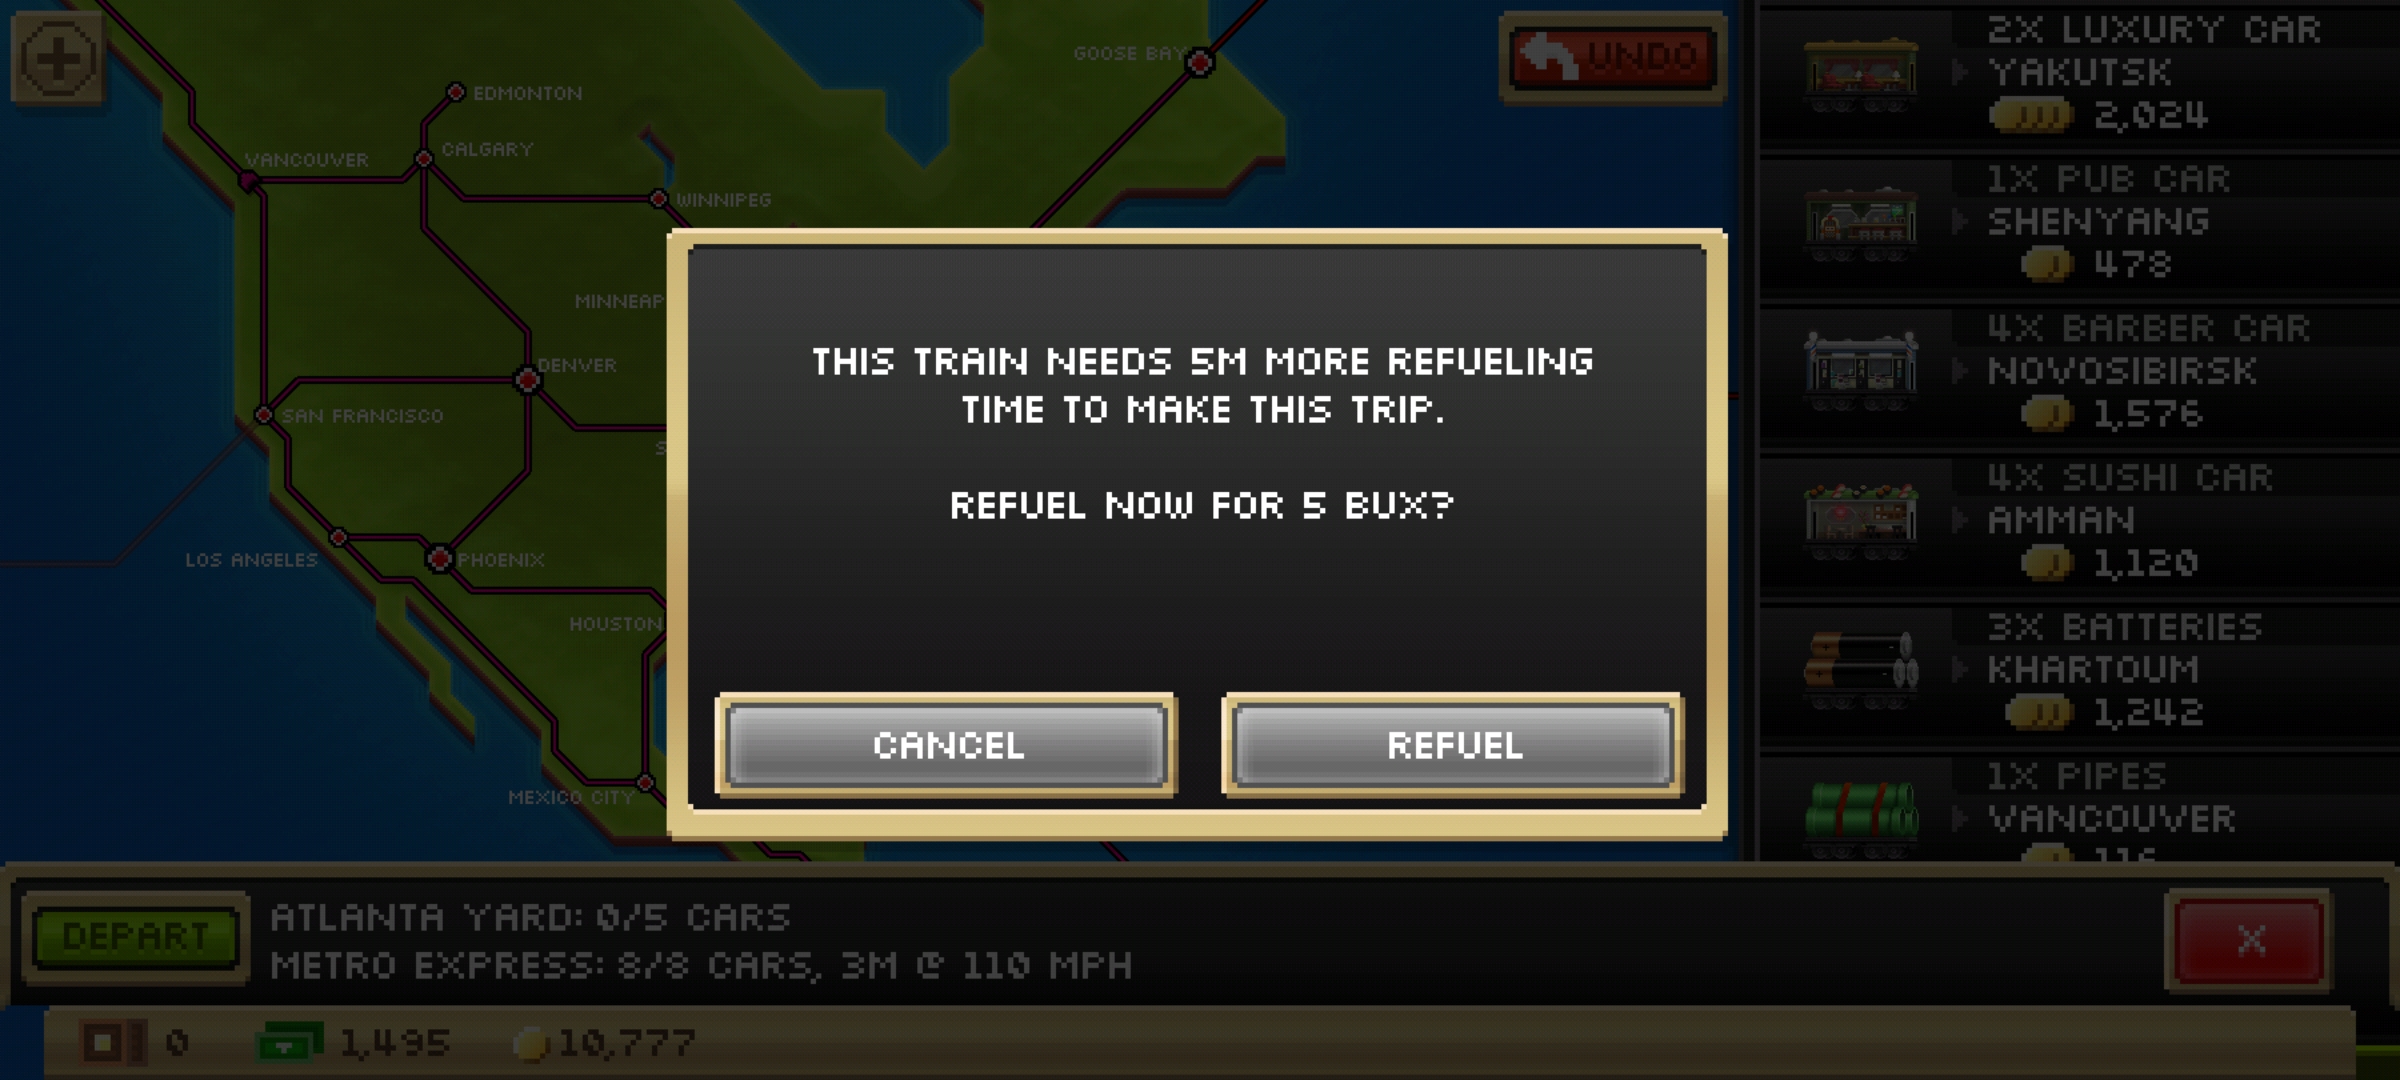 GOOSE BAY
UNDO
EDMONTON
CALGARY
VANCOUVER
WINNIPEG
MINNEAP
DENVER
SAN FRANCISCO
S
LOS ANGELES
PHOENIX
HOUSTON
MEXICO CITY
THIS TRAIN NEEDS 5M MORE REFUELING
TIME TO MAKE THIS TRIP.
REFUEL NOW FOR 5 BUX?
CANCEL
REFUEL
2X LUXURY CAR
YAKUTSK
2,024
1X PUB CAR
SHENYANG
478
4X BARBER CAR
NOVOSIBIRSK
1,576
4X SUSHI CAR
AMMAN
1,120
3X BATTERIES
KHARTOUM
1,242
1X PIPES
VANCOUVER
116
DEPART
ATLANTA YARD: 0/5 CARS
METRO EXPRESS: 8/8 CARS, 3M @ 110 MPH
X
0
1,495
10,777